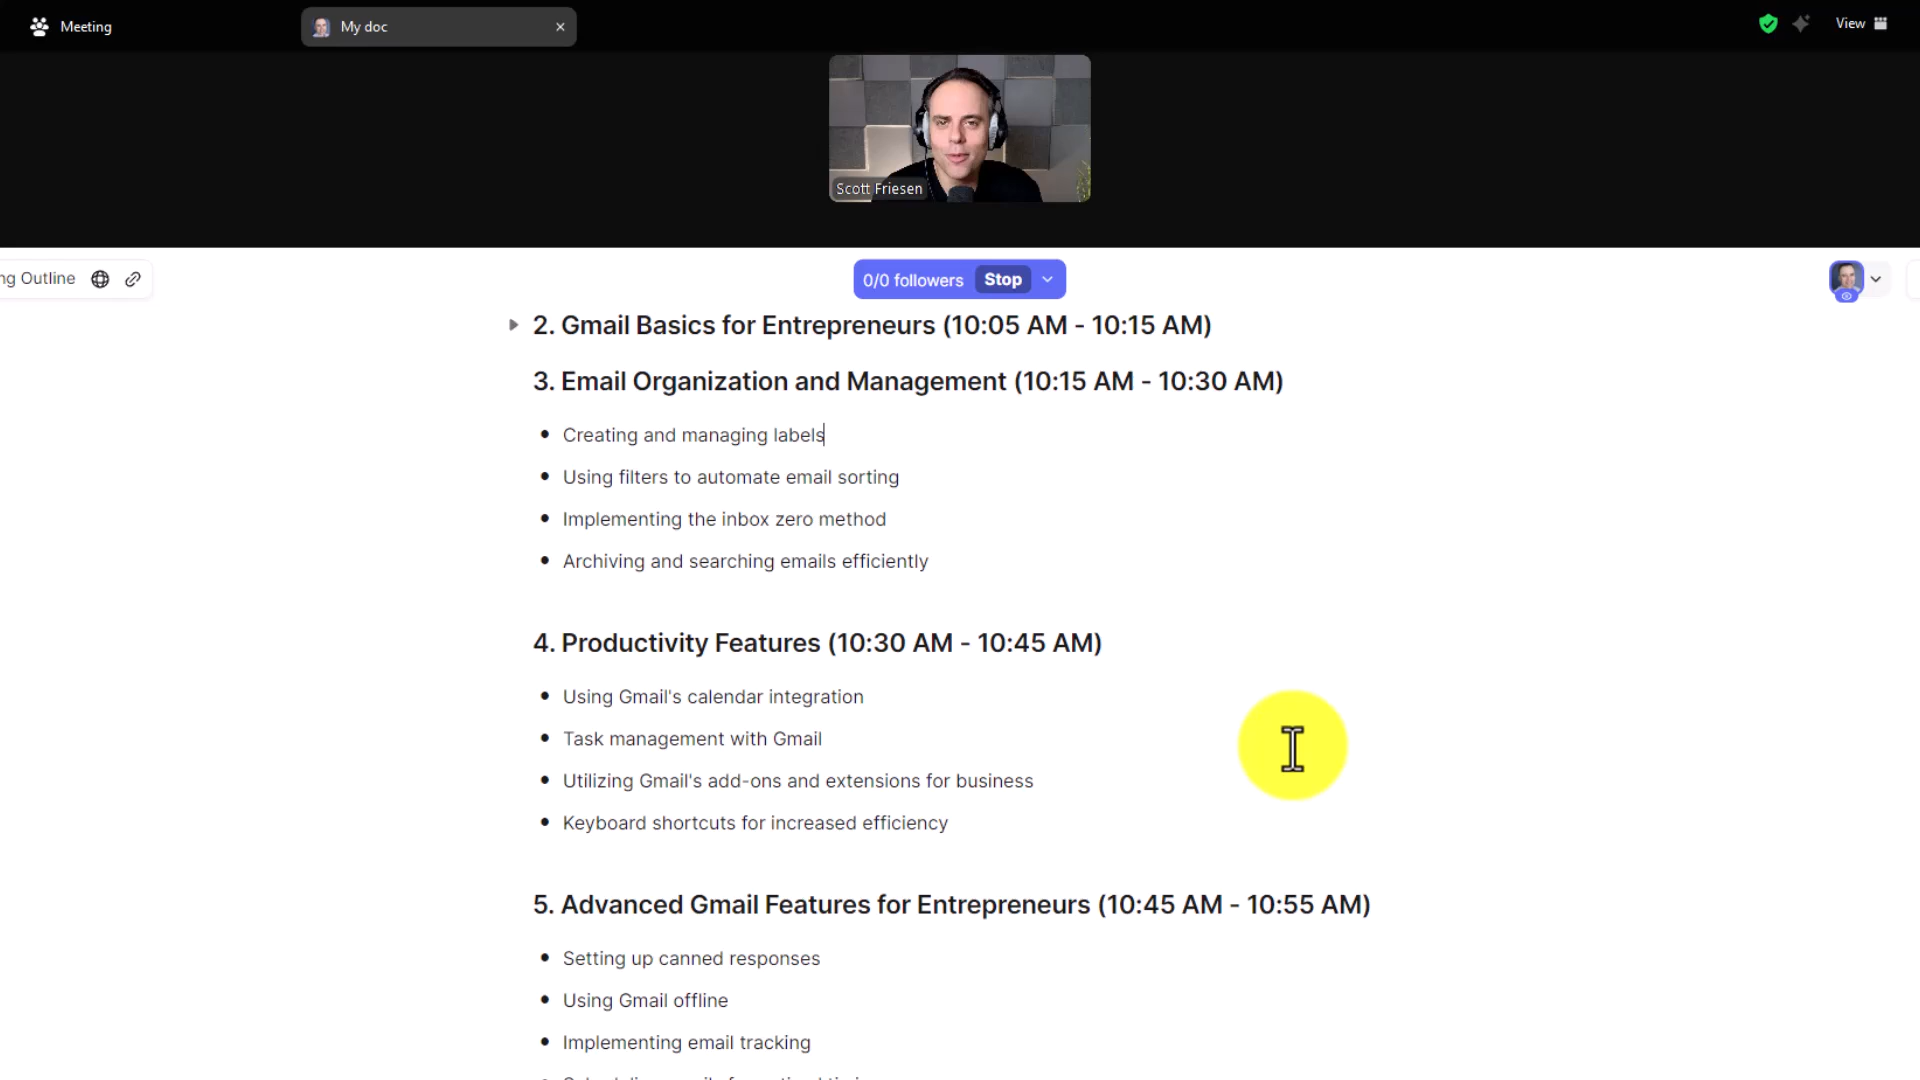 Meeting
My doc
View
Scott Friesen
ng Outline
0/0 followers Stop
2. Gmail Basics for Entrepreneurs (10:05 AM - 10:15 AM)
3. Email Organization and Management (10:15 AM - 10:30 AM)
Creating and managing labels
Using filters to automate email sorting
Implementing the inbox zero method
Archiving and searching emails efficiently
4. Productivity Features (10:30 AM - 10:45 AM)
Using Gmail's calendar integration
Task management with Gmail
Utilizing Gmail's add-ons and extensions for business
Keyboard shortcuts for increased efficiency
5. Advanced Gmail Features for Entrepreneurs (10:45 AM - 10:55 AM)
Setting up canned responses
Using Gmail offline
Implementing email tracking